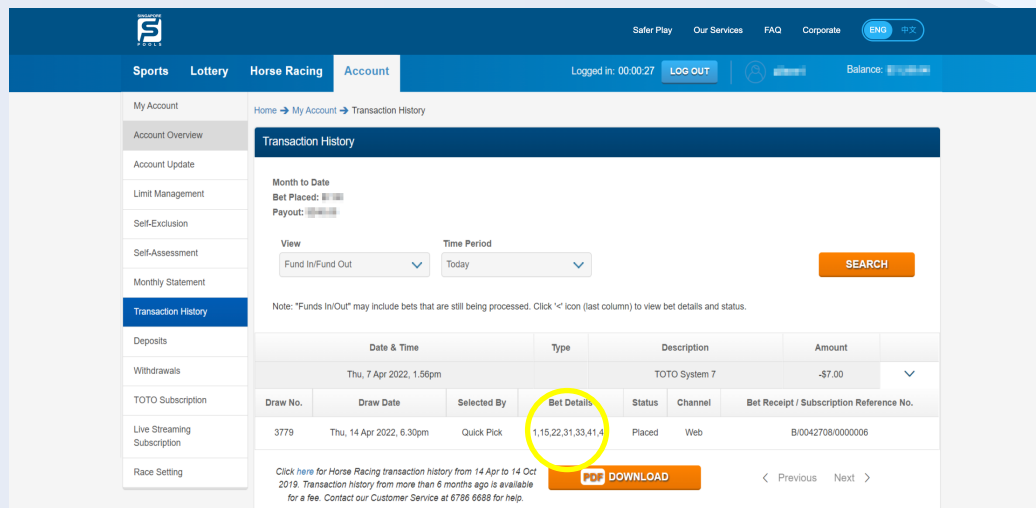 SINGAPORE
POOLS
Safer Play Our Services FAQ Corporate ENG 中文
Sports Lottery Horse Racing Account Logged in: 00:00:27 LOG OUT Balance:
My Account
Account Overview
Account Update
Limit Management
Self-Exclusion
Self-Assessment
Monthly Statement
Transaction History
Deposits
Withdrawals
TOTO Subscription
Live Streaming
Subscription
Race Setting
Home → My Account → Transaction History
Transaction History
Month to Date
Bet Placed:
Payout:
View Time Period
Fund In/Fund Out Today SEARCH
Note: "Funds In/Out" may include bets that are still being processed. Click '<' icon (last column) to view bet details and status.
Date & Time Type Description Amount
Thu, 7 Apr 2022, 1.56pm TOTO System 7 -$7.00
Draw No. Draw Date Selected By Bet Details Status Channel Bet Receipt / Subscription Reference No.
3779 Thu, 14 Apr 2022, 6.30pm Quick Pick 1,15,22,31,33,41,4 Placed Web B/0042708/0000006
Click here for Horse Racing transaction history from 14 Apr to 14 Oct
2019. Transaction history from more than 6 months ago is available
for a fee. Contact our Customer Service at 6786 6688 for help.
PDF DOWNLOAD
< Previous Next >